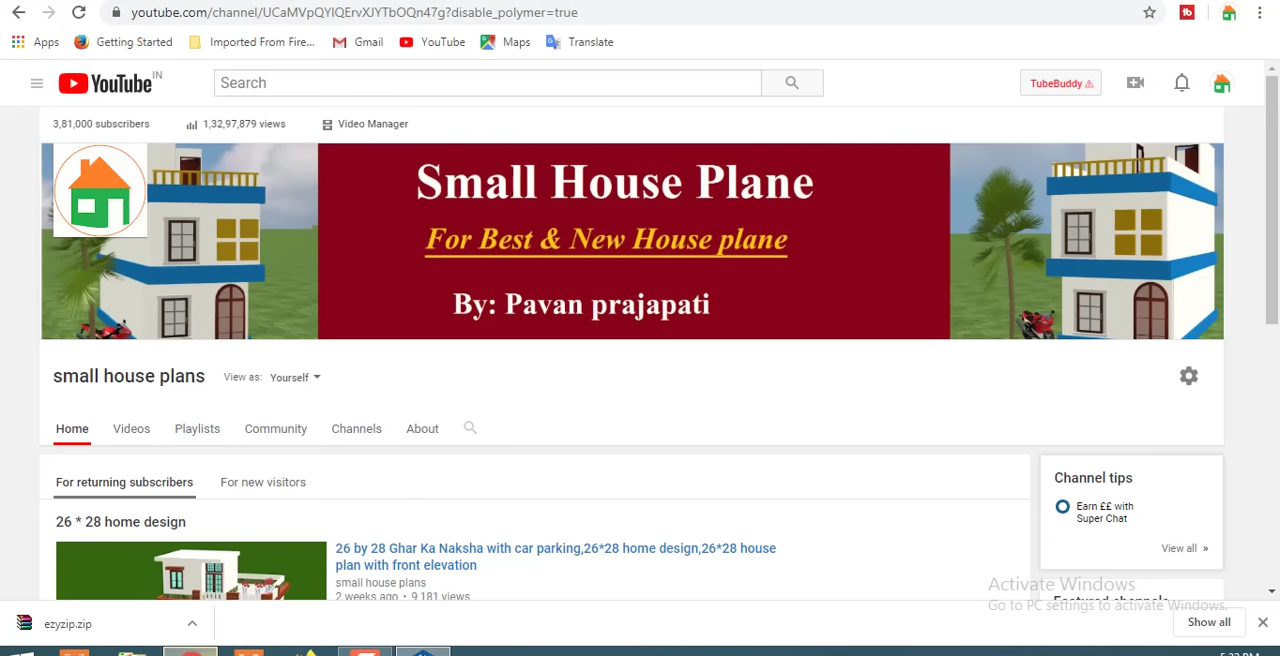 youtube.com/channel/UCaMVpQYlQErvXJYTbOQn47g?disable_polymer=true
Apps Getting Started Imported From Fire... Gmail YouTube Maps Translate
YouTube IN Search TubeBuddy
3,81,000 subscribers 1,32,97,879 views Video Manager
Small House Plane
For Best & New House plane
By: Pavan prajapati
small house plans View as: Yourself
Home Videos Playlists Community Channels About
For returning subscribers For new visitors
Channel tips
Earn ££ with
Super Chat
View all »
26 * 28 home design
26 by 28 Ghar Ka Naksha with car parking,26*28 home design,26*28 house
plan with front elevation
small house plans
2 weeks ago • 9,181 views
Featured channels
Activate Windows
Go to PC settings to activate Windows.
ezyzip.zip Show all